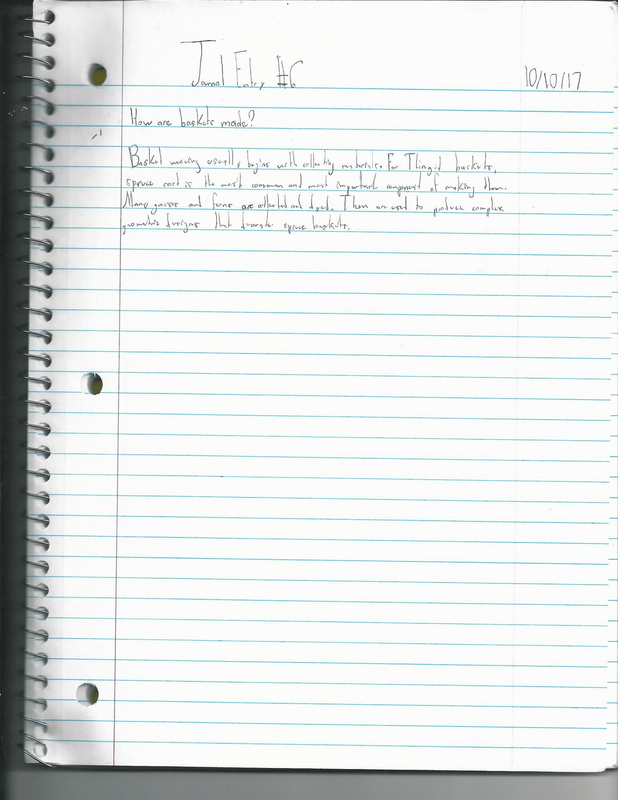 Journal Entry #6
10/10/17
How are baskets made?
Basket weaving usually begins with collecting materials. For Tlingid baskets,
spruce root is the most common and most important component of making them.
Many grasses and ferns are collected and dyed. Them are used to produce complex
geometric designs that spruce baskets.